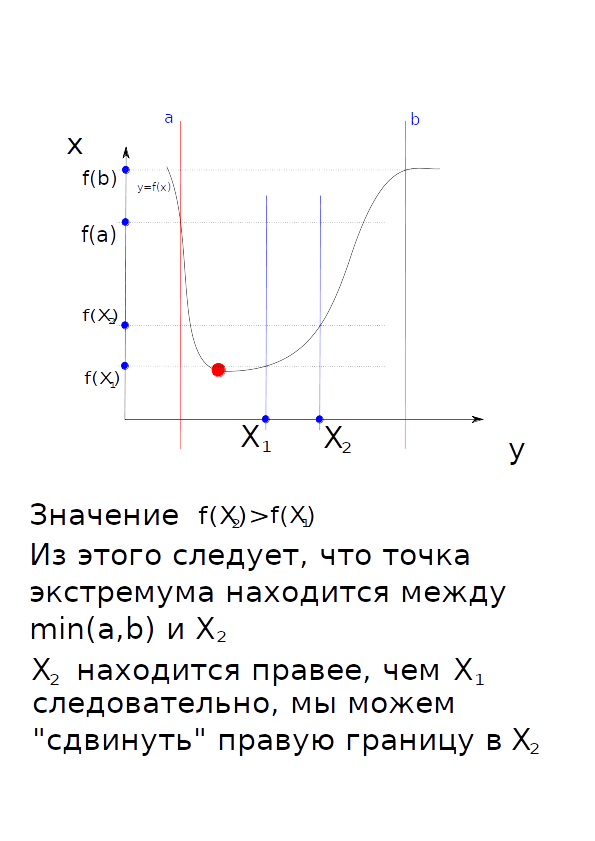 a
b
x
f(b)
y=f(x)
f(a)
f(X2)
f(X1)
X1
X2
y
Значение f(X2)>f(X1)
Из этого следует, что точка
экстремума находится между
min(a,b) и X2
X2 находится правее, чем X1
следовательно, мы можем
"сдвинуть" правую границу в X2